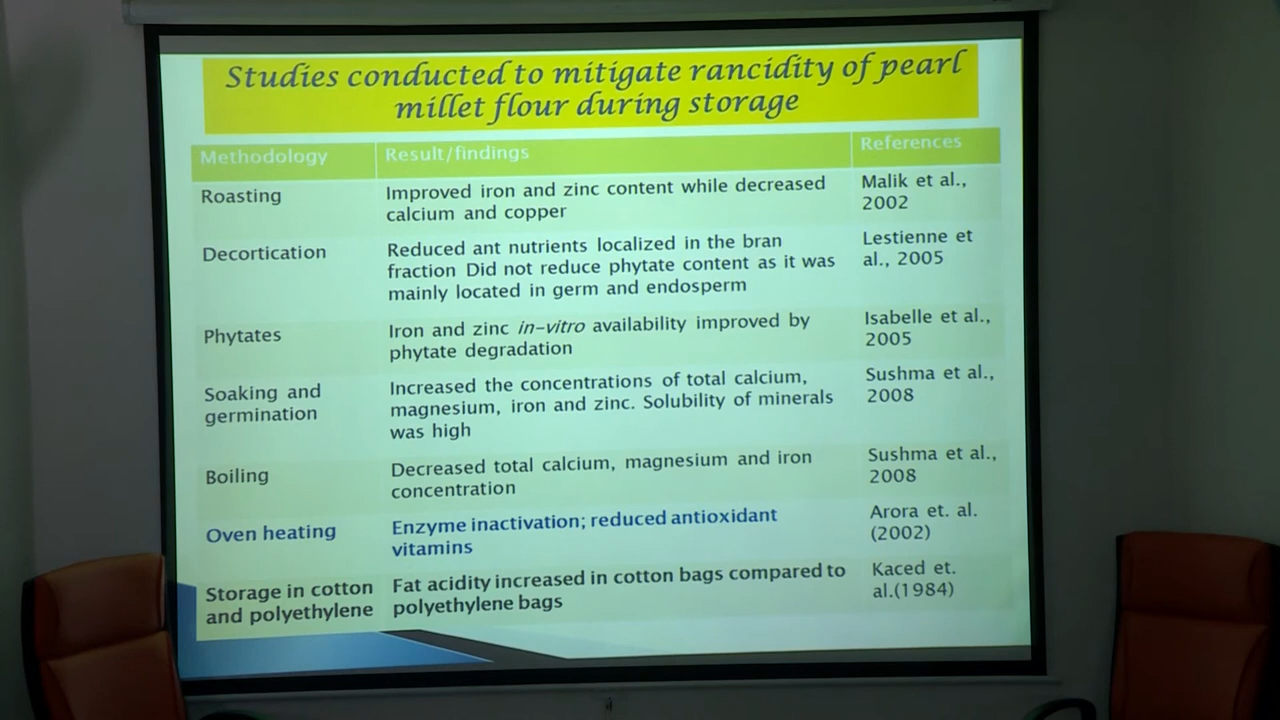 Studies conducted to mitigate rancidity of pearl
millet flour during storage
Methodology
Result/findings
References
Roasting
Improved iron and zinc content while decreased
calcium and copper
Malik et al.,
2002
Decortication
Reduced ant nutrients localized in the bran
fraction Did not reduce phytate content as it was
mainly located in germ and endosperm
Lestienne et
al., 2005
Phytates
Iron and zinc in-vitro availability improved by
phytate degradation
Isabelle et al.,
2005
Soaking and
germination
Increased the concentrations of total calcium,
magnesium, iron and zinc. Solubility of minerals
was high
Sushma et al.,
2008
Boiling
Decreased total calcium, magnesium and iron
concentration
Sushma et al.,
2008
Oven heating
Enzyme inactivation; reduced antioxidant
vitamins
Arora et. al.
(2002)
Storage in cotton
and polyethylene
Fat acidity increased in cotton bags compared to
polyethylene bags
Kaced et.
al.(1984)